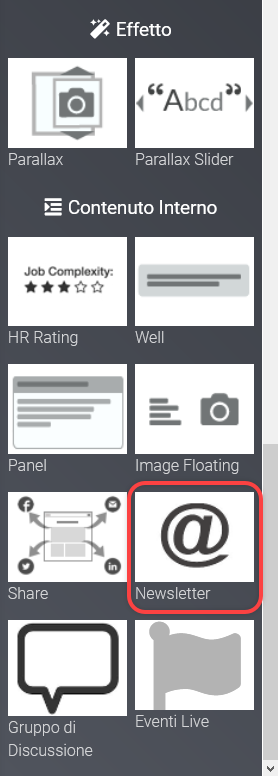 Effetto
“Abcd”
Parallax
Parallax Slider
Contenuto Interno
Job Complexity:
HR Rating
Well
Panel
Image Floating
Share
@
Newsletter
Gruppo di
Discussione
Eventi Live